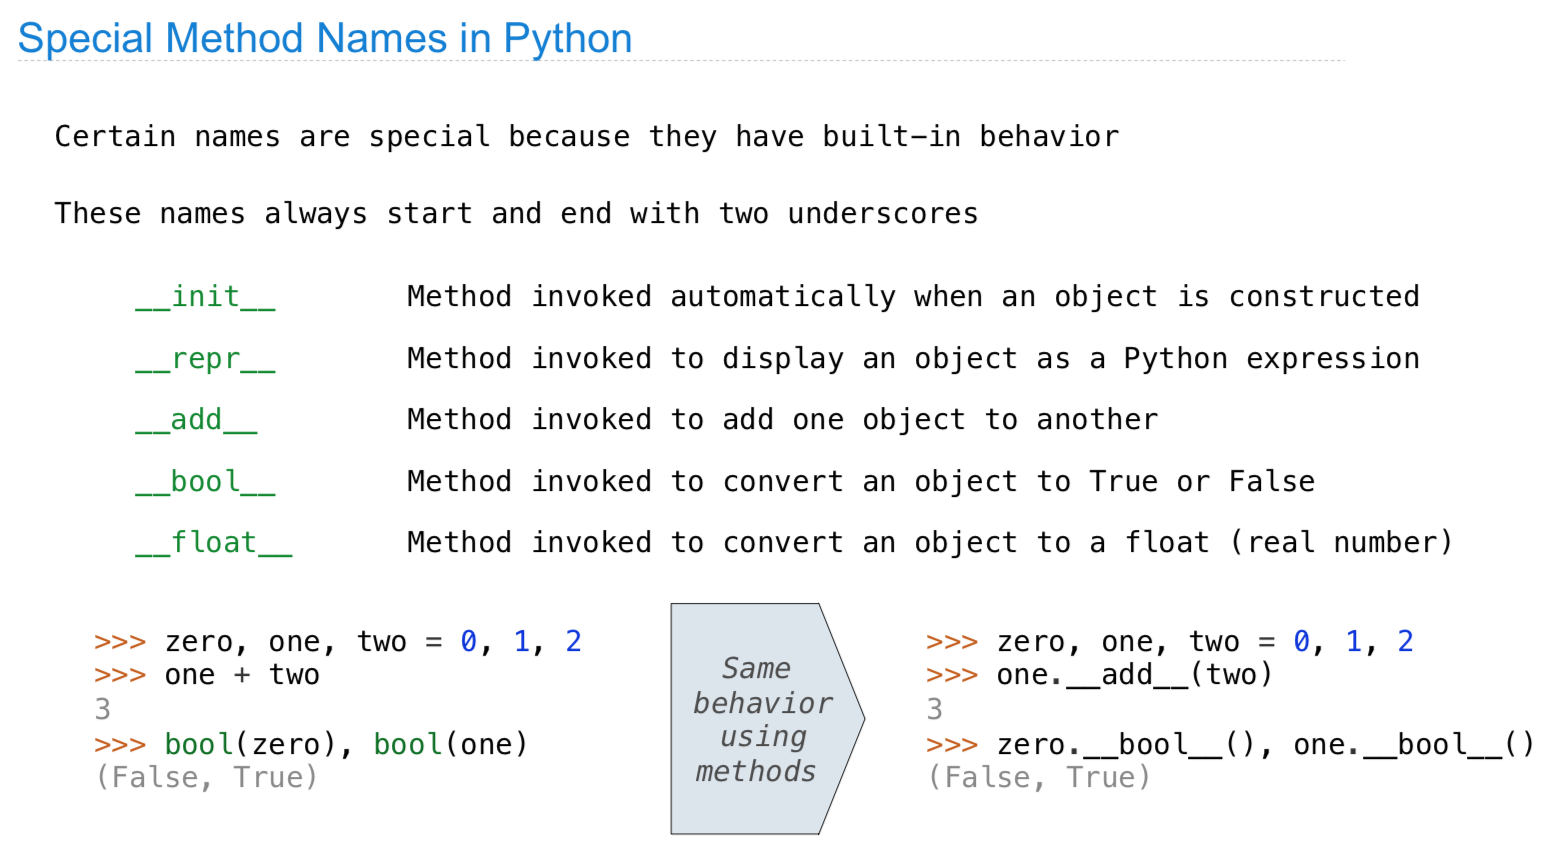 Special Method Names in Python
Certain names are special because they have built-in behavior
These names always start and end with two underscores
__init__ Method invoked automatically when an object is constructed
__repr__ Method invoked to display an object as a Python expression
__add__ Method invoked to add one object to another
__bool__ Method invoked to convert an object to True or False
__float__ Method invoked to convert an object to a float (real number)
>>> zero, one, two = 0, 1, 2
>>> one + two
3
>>> bool(zero), bool(one)
(False, True)
Same
behavior
using
methods
>>> zero, one, two = 0, 1, 2
>>> one.__add__(two)
3
>>> zero.__bool__(), one.__bool__()
(False, True)